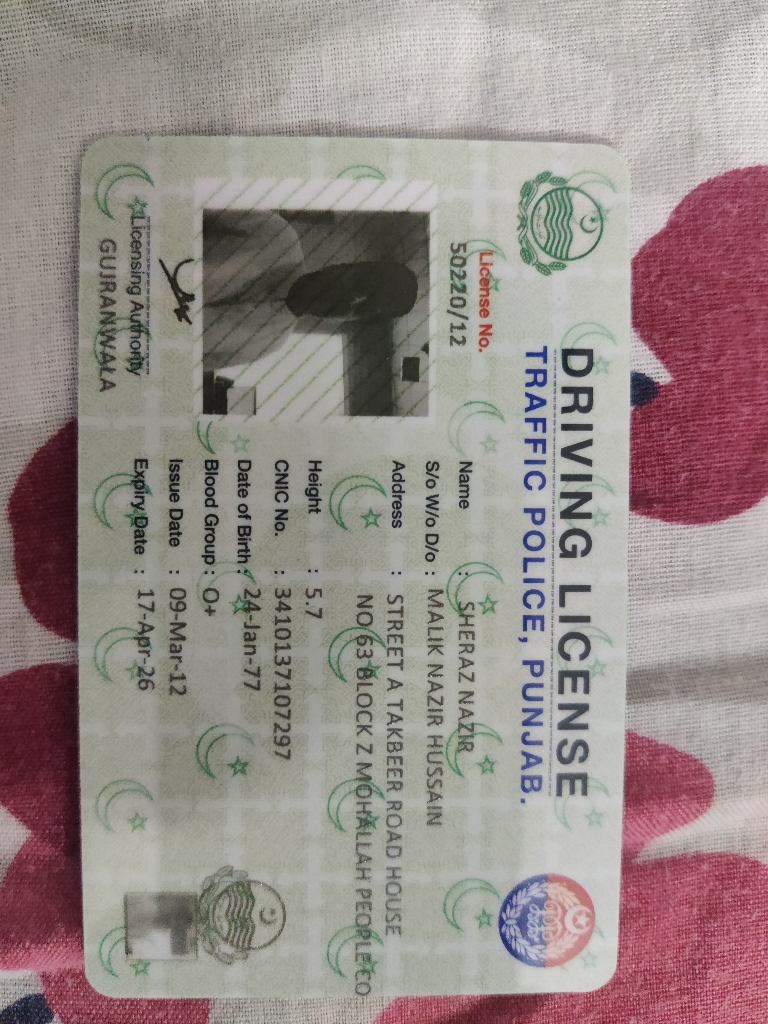 DRIVING LICENSE
TRAFFIC POLICE, PUNJAB.
License No.
50220/12
Name : SHERAZ NAZIR
S/o W/o D/o : MALIK NAZIR HUSSAIN
Address : STREET A TAKBEER ROAD HOUSE
NO 63 BLOCK Z MOHALLAH PEOPLE CO
Height : 5.7
CNIC No. : 3410137107297
Date of Birth : 24-Jan-77
Blood Group : O+
Issue Date : 09-Mar-12
Expiry Date : 17-Apr-26
Licensing Authority
GUJRANWALA